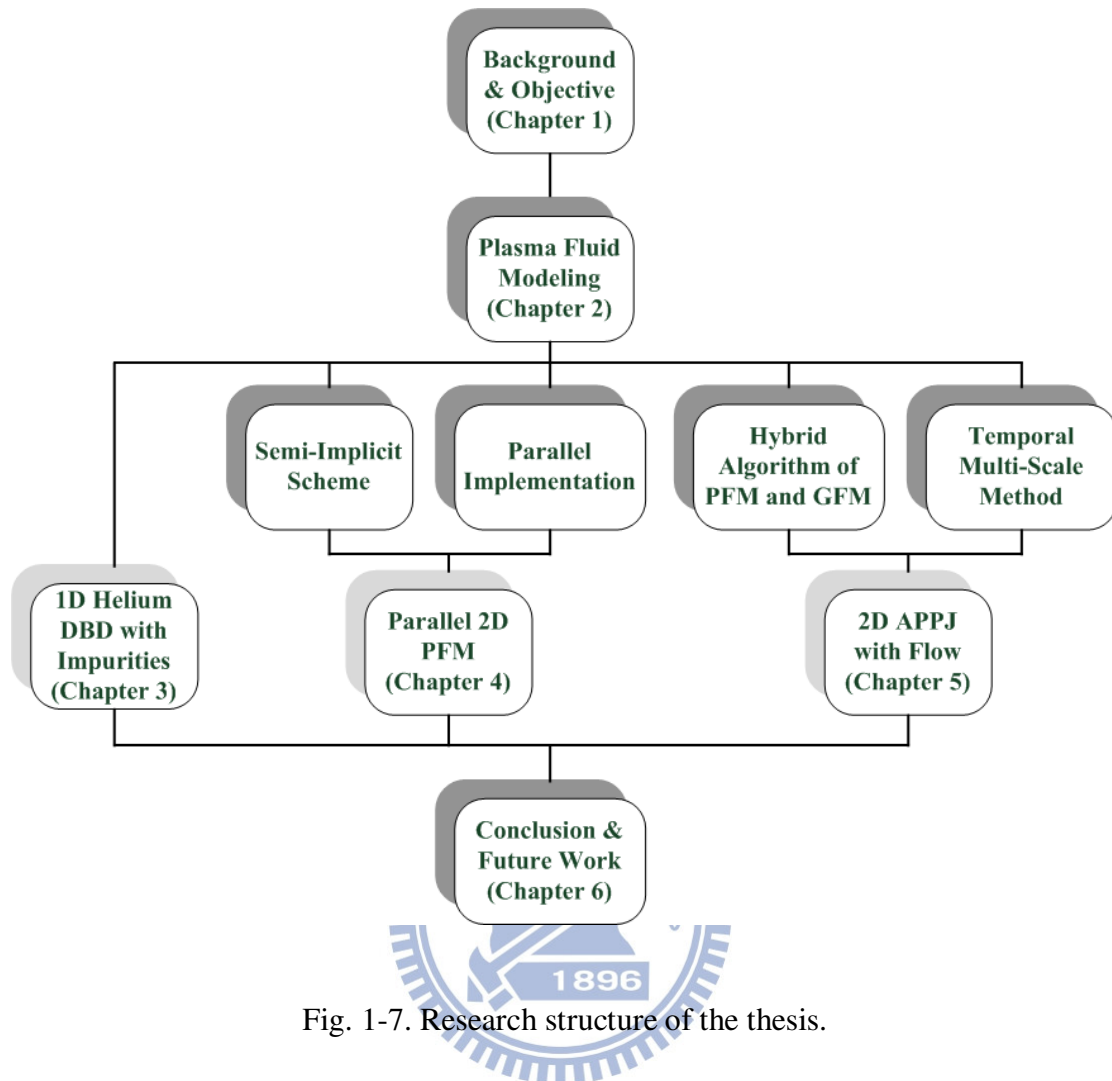 Background
& Objective
(Chapter 1)
Plasma Fluid
Modeling
(Chapter 2)
Semi-Implicit
Scheme
Parallel
Implementation
Hybrid
Algorithm of
PFM and GFM
Temporal
Multi-Scale
Method
1D Helium
DBD with
Impurities
(Chapter 3)
Parallel 2D
PFM
(Chapter 4)
2D APPJ
with Flow
(Chapter 5)
Conclusion &
Future Work
(Chapter 6)
1896
Fig. 1-7. Research structure of the thesis.